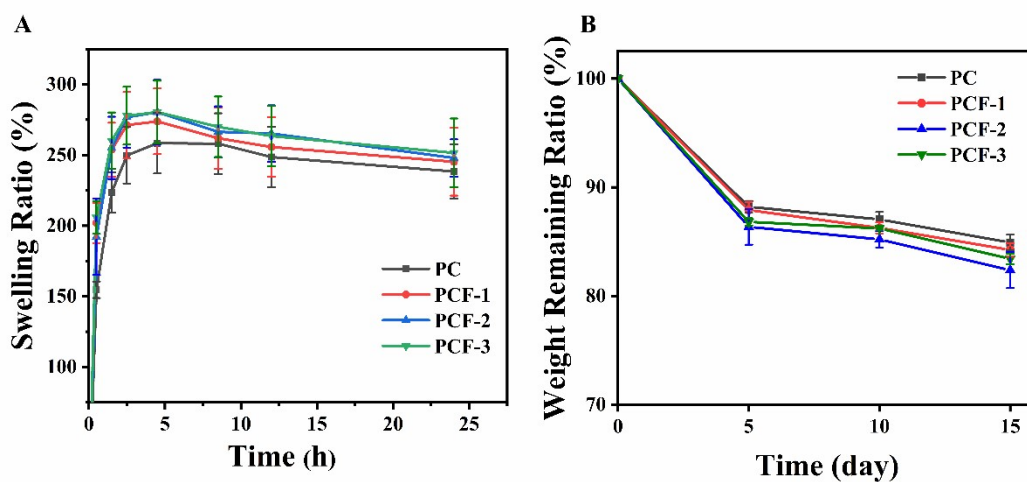 A
Swelling Ratio (%)
300
250
200
150
100
0
5
10
15
20
25
Time (h)
PC
PCF-1
PCF-2
PCF-3
B
Weight Remaining Ratio (%)
100
90
80
70
0
5
10
15
Time (day)
PC
PCF-1
PCF-2
PCF-3